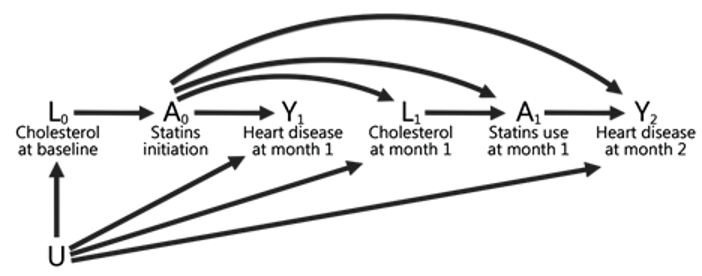 L₀ A₀ Y₁ L₁ A₁ Y₂
Cholesterol Statins Heart disease Cholesterol Statins use Heart disease
at baseline initiation at month 1 at month 1 at month 1 at month 2
U